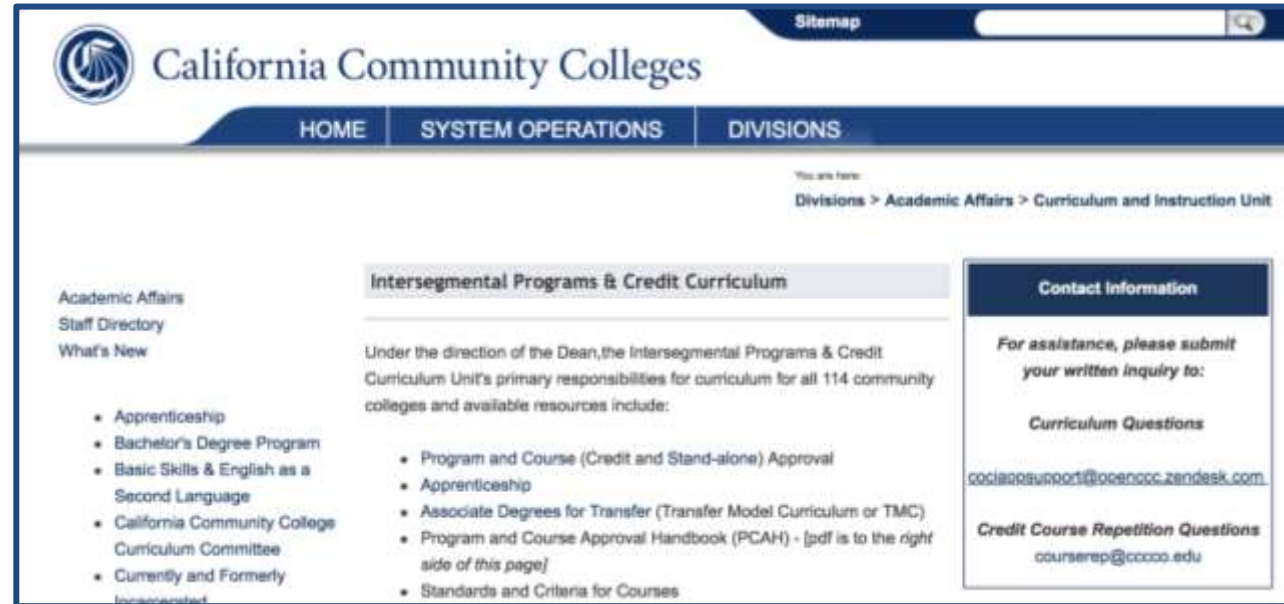 Sitemap
California Community Colleges
HOME SYSTEM OPERATIONS DIVISIONS
You are here:
Divisions > Academic Affairs > Curriculum and Instruction Unit
Academic Affairs
Staff Directory
What's New
• Apprenticeship
• Bachelor's Degree Program
• Basic Skills & English as a
Second Language
• California Community College
Curriculum Committee
• Currently and Formerly
Incarcerated
Intersegmental Programs & Credit Curriculum
Under the direction of the Dean,the Intersegmental Programs & Credit
Curriculum Unit's primary responsibilities for curriculum for all 114 community
colleges and available resources include:
• Program and Course (Credit and Stand-alone) Approval
• Apprenticeship
• Associate Degrees for Transfer (Transfer Model Curriculum or TMC)
• Program and Course Approval Handbook (PCAH) - [pdf is to the right
side of this page]
• Standards and Criteria for Courses
Contact Information
For assistance, please submit
your written inquiry to:
Curriculum Questions
cociappsupport@openccc.zendesk.com
Credit Course Repetition Questions
courserep@cccco.edu